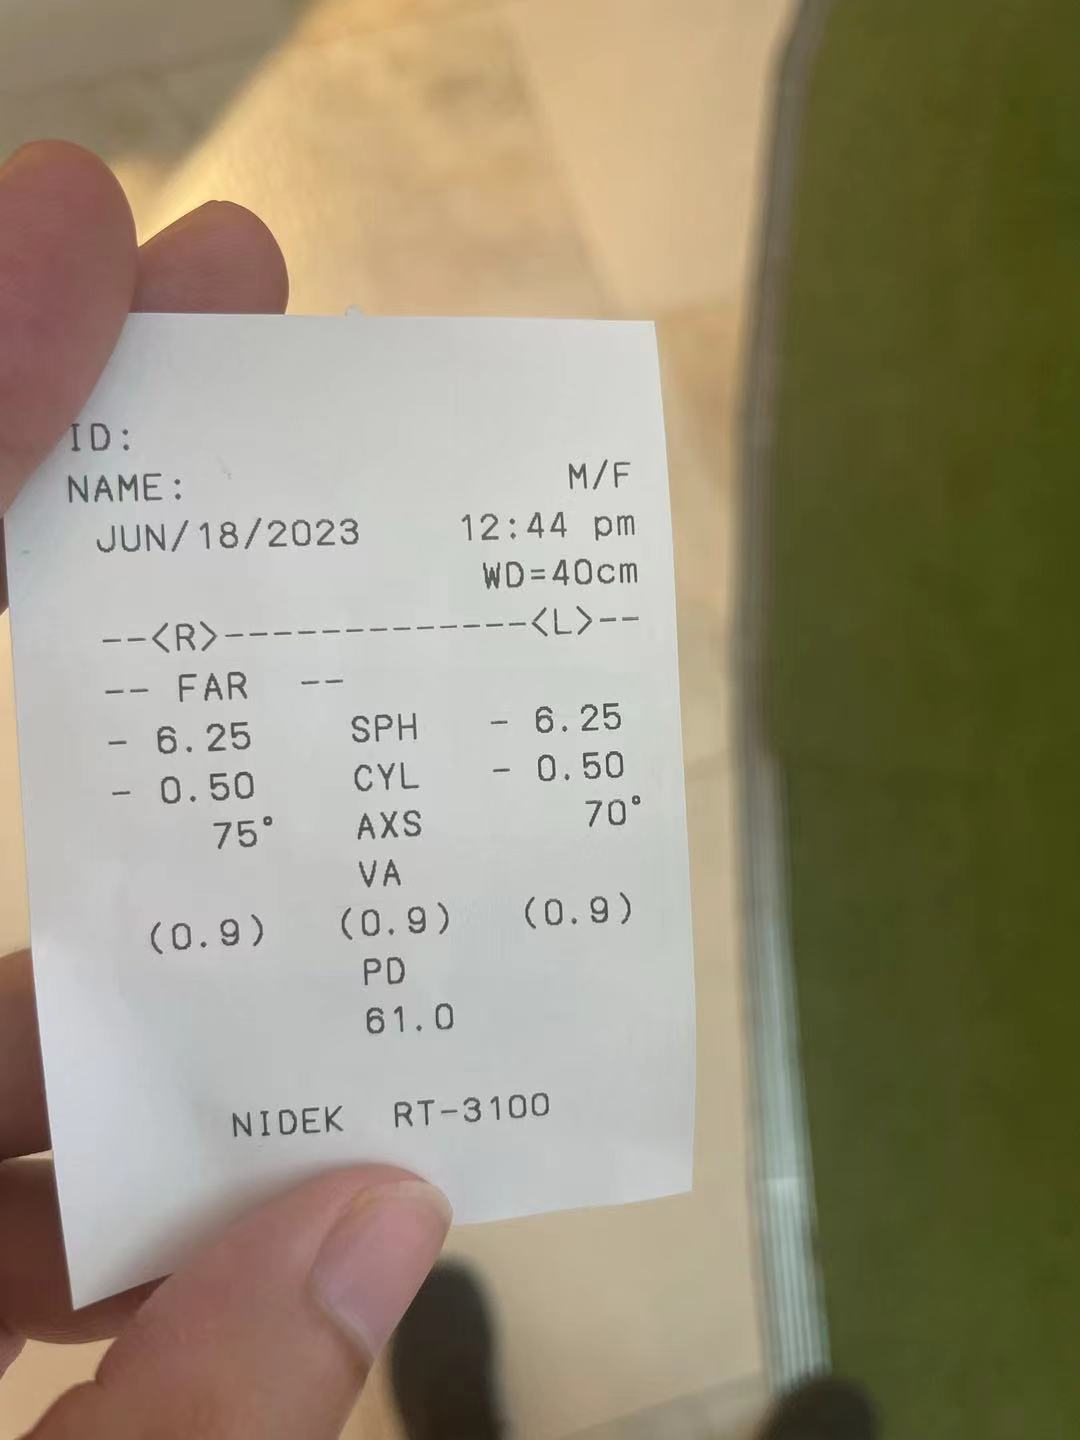 ID:
NAME: M/F
JUN/18/2023 12:44 pm
WD=40cm
--<R>-------------<L>--
-- FAR --
- 6.25 SPH - 6.25
- 0.50 CYL - 0.50
75° AXS 70°
VA
(0.9) (0.9) (0.9)
PD
61.0
NIDEK RT-3100